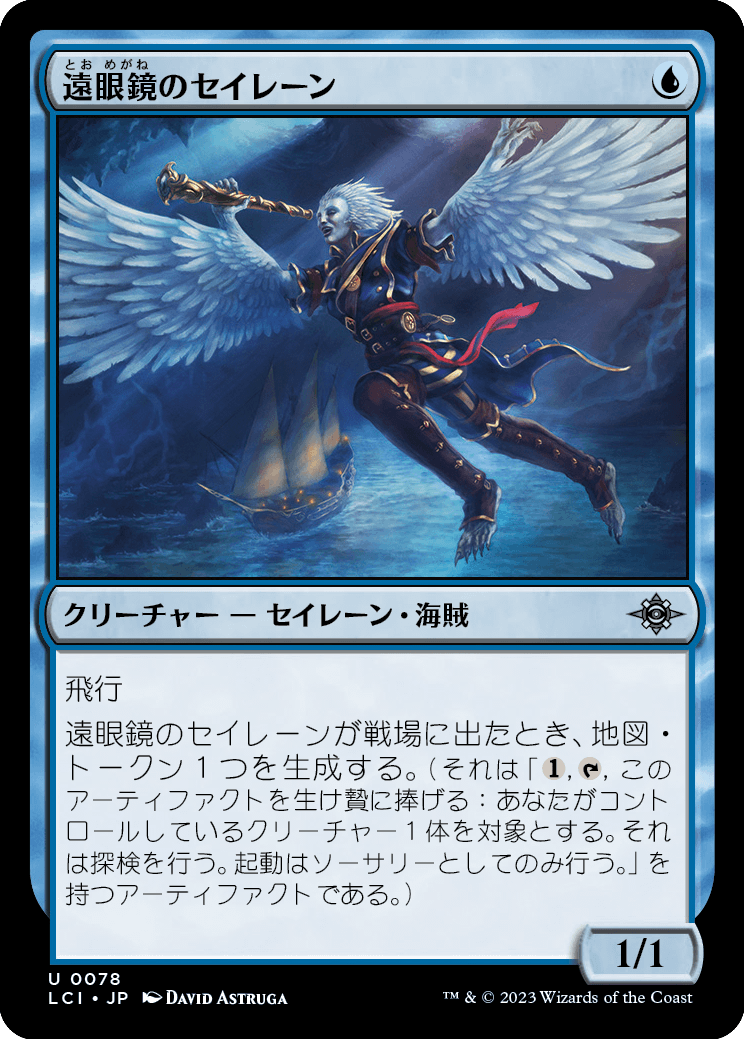 とおめがね
遠眼鏡のセイレーン
クリーチャー — セイレーン・海賊
飛行
遠眼鏡のセイレーンが戦場に出たとき、地図・
トークン1つを生成する。(それは「1, T, この
アーティファクトを生け贄に捧げる：あなたがコント
ロールしているクリーチャー1体を対象とする。それ
は探検を行う。起動はソーサリーとしてのみ行う。」を
持つアーティファクトである。)
1/1
U 0078
LCI • JP DAVID ASTRUGA
™ & © 2023 Wizards of the Coast